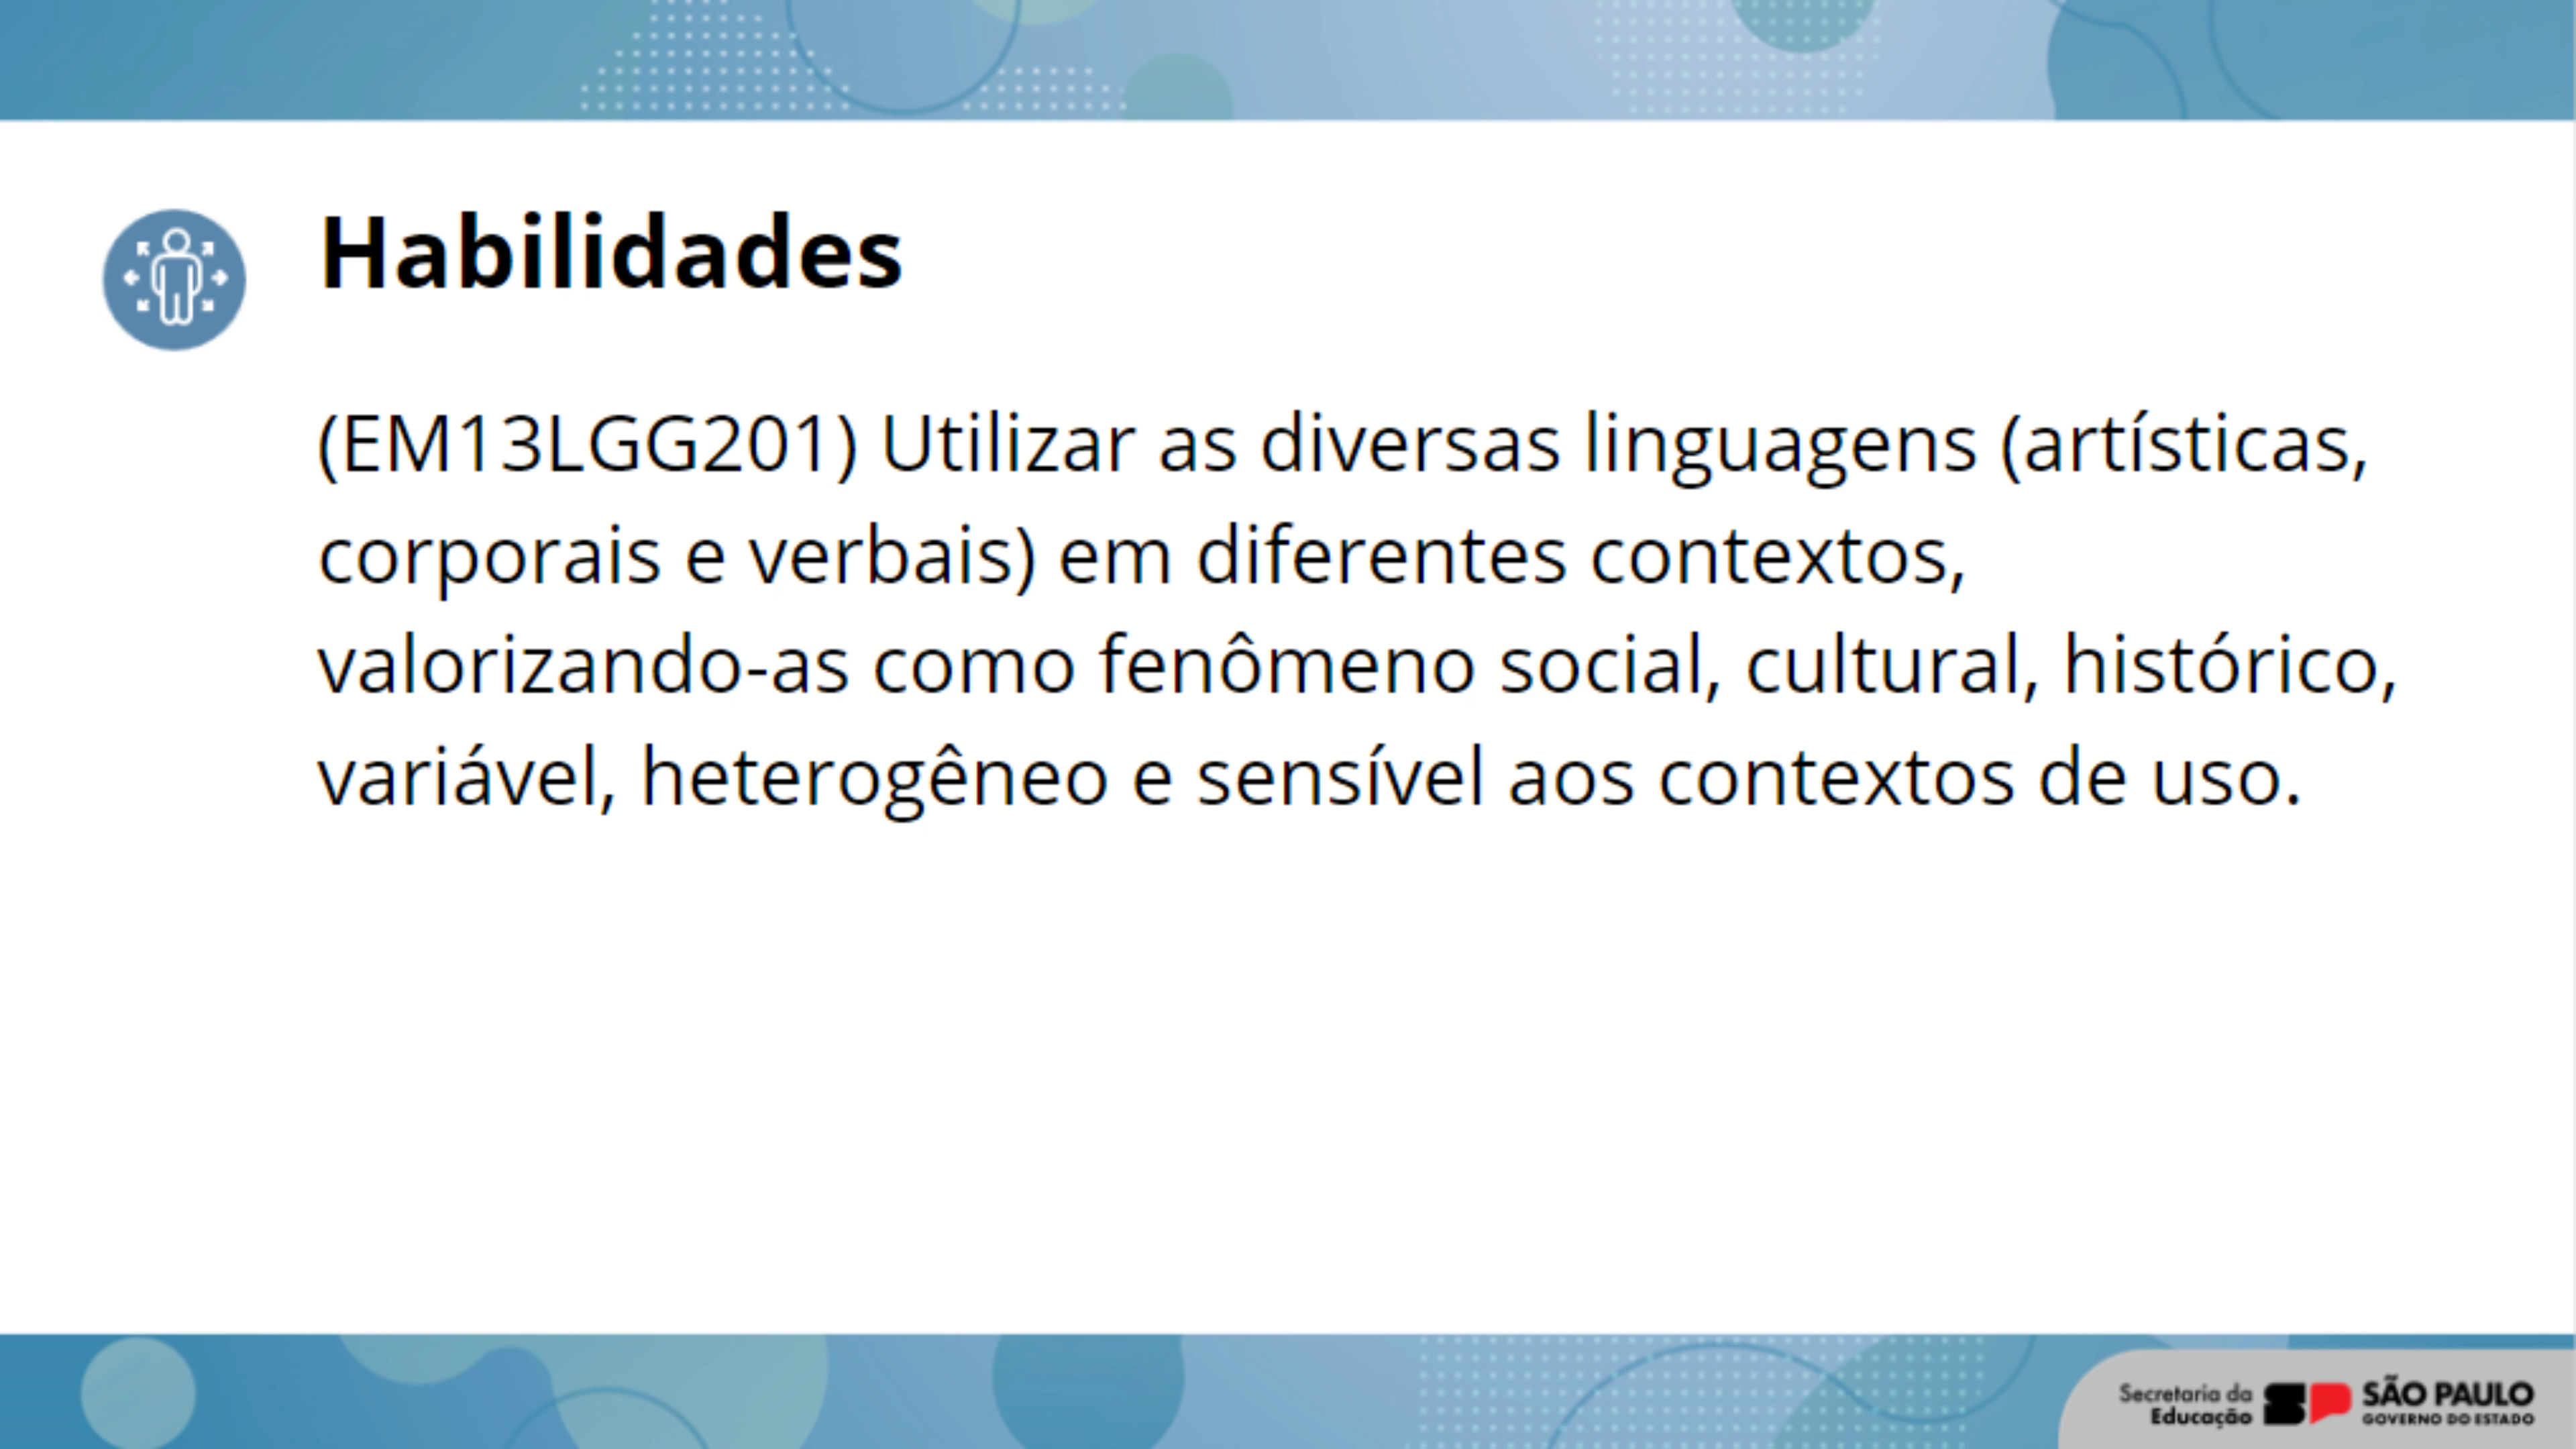 Habilidades
(EM13LGG201) Utilizar as diversas linguagens (artísticas,
corporais e verbais) em diferentes contextos,
valorizando-as como fenômeno social, cultural, histórico,
variável, heterogêneo e sensível aos contextos de uso.
Secretaria da
Educação
SP
SÃO PAULO
GOVERNO DO ESTADO